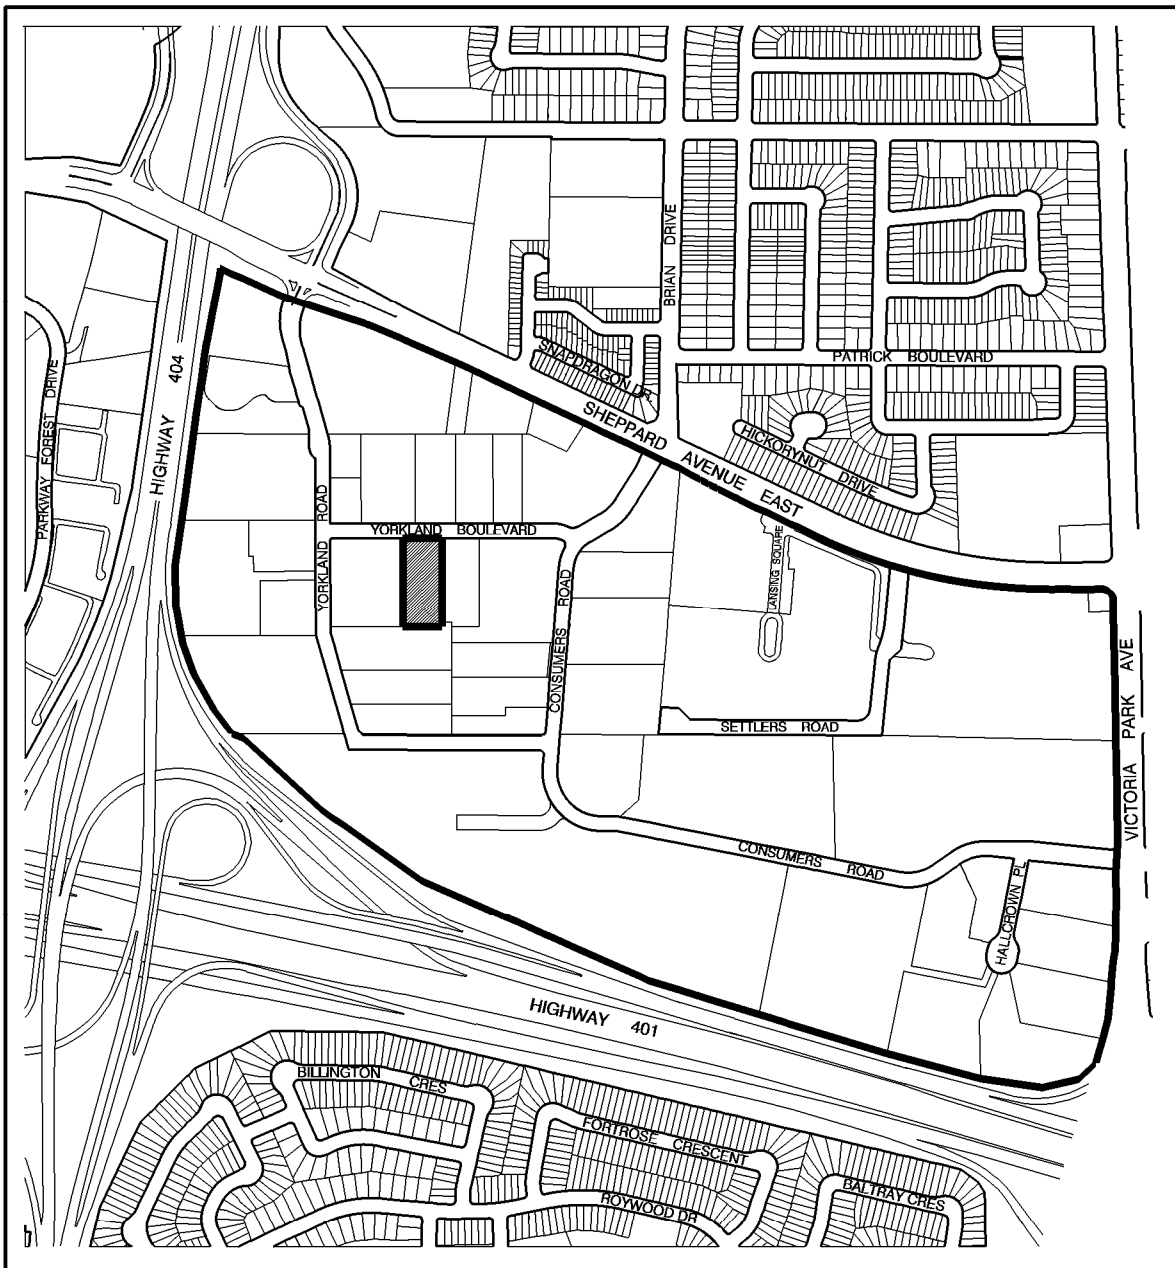 BRIAN DRIVE
PATRICK BOULEVARD
SNAPDRAGON DR.
HIGHWAY 404
PARKWAY FOREST DRIVE
SHEPPARD AVENUE EAST
HICKORYNUT DRIVE
YORKLAND ROAD
YORKLAND BOULEVARD
LANSING SQUARE
CONSUMERS ROAD
SETTLERS ROAD
VICTORIA PARK AVE
CONSUMERS ROAD
HALLCROWN PL
HIGHWAY 401
BILLINGTON CRES
FORTROSE CRESCENT
ROYWOOD DR
BALTRAY CRES